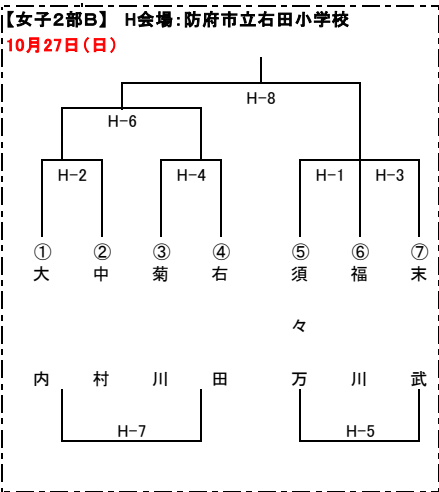 【女子2部B】 H会場:防府市立右田小学校
10月27日(日)
H-8
H-6
H-2 H-4 H-1 H-3
① ② ③ ④ ⑤ ⑥ ⑦
大 中 菊 右 須 福 末
々
内 村 川 田 万 川 武
H-7 H-5